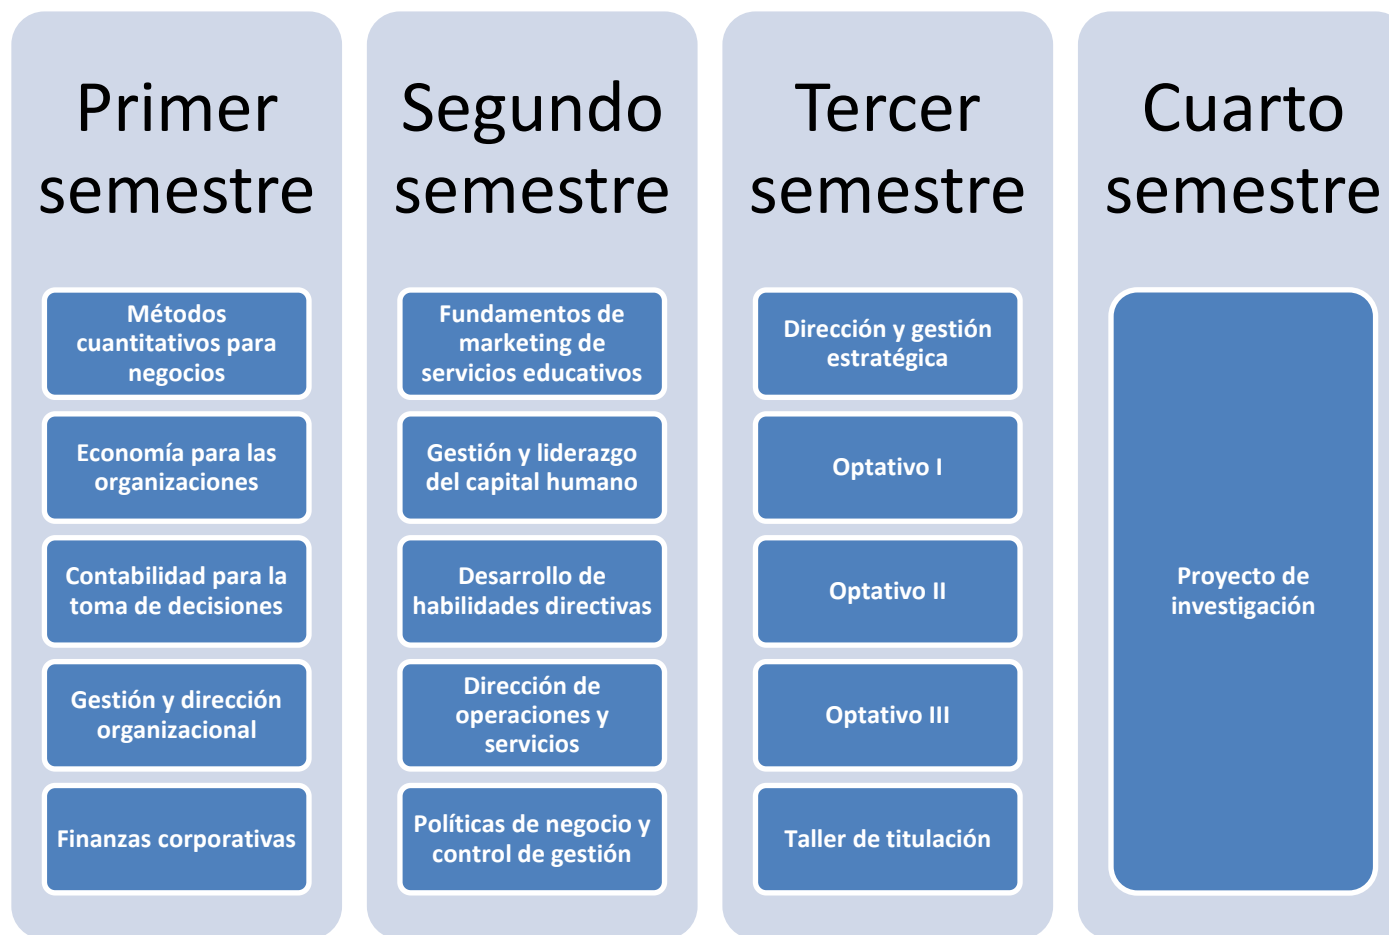 Primer
semestre
Métodos
cuantitativos para
negocios
Economía para las
organizaciones
Contabilidad para la
toma de decisiones
Gestión y dirección
organizacional
Finanzas corporativas
Segundo
semestre
Fundamentos de
marketing de
servicios educativos
Gestión y liderazgo
del capital humano
Desarrollo de
habilidades directivas
Dirección de
operaciones y
servicios
Políticas de negocio y
control de gestión
Tercer
semestre
Dirección y gestión
estratégica
Optativo I
Optativo II
Optativo III
Taller de titulación
Cuarto
semestre
Proyecto de
investigación